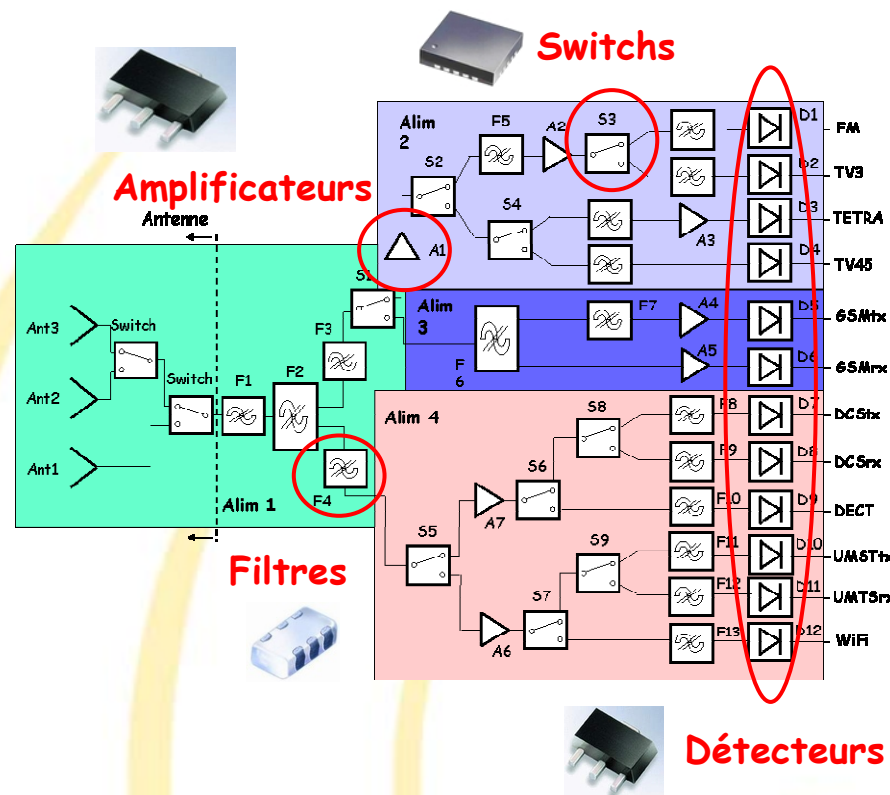 Switchs
Amplificateurs
Antenne
Alim 2
F5
A2
S3
D1
FM
S2
D2
TV3
S4
A3
D3
TETRA
A1
D4
TV45
S1
Alim 3
F7
A4
D5
GSMtx
F6
A5
D6
GSMrx
Ant3
Switch
F3
Ant2
Switch
F1
F2
Ant1
F4
Alim 1
Alim 4
S8
F8
D7
DCStx
F9
D8
DCSrx
S6
A7
F10
D9
DECT
S5
S9
F11
D10
UMSTtx
S7
F12
D11
UMTSrx
A6
F13
D12
WiFi
Filtres
Détecteurs